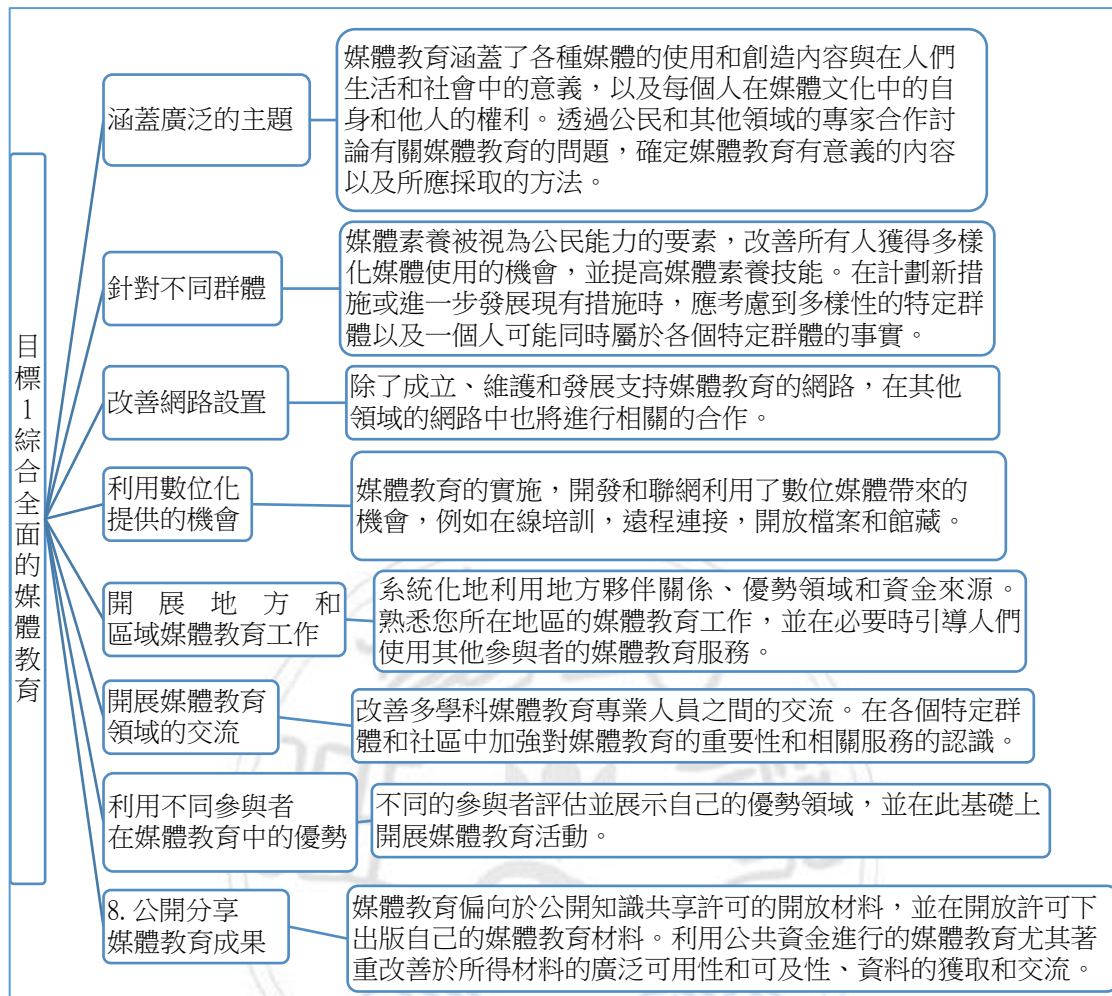 目
標
1
綜
合
全
面
的
媒
體
教
育
涵蓋廣泛的主題
媒體教育涵蓋了各種媒體的使用和創造內容與在人們
生活和社會中的意義，以及每個人在媒體文化中的自
身和他人的權利。透過公民和其他領域的專家合作討
論有關媒體教育的問題，確定媒體教育有意義的內容
以及所應採取的方法。
針對不同群體
媒體素養被視為公民能力的要素，改善所有人獲得多樣
化媒體使用的機會，並提高媒體素養技能。在計劃新措
施或進一步發展現有措施時，應考慮到多樣性的特定群
體以及一個人可能同時屬於各個特定群體的事實。
改善網路設置
除了成立、維護和發展支持媒體教育的網路，在其他
領域的網路中也將進行相關的合作。
利用數位化
提供的機會
媒體教育的實施，開發和聯網利用了數位媒體帶來的
機會，例如在線培訓，遠程連接，開放檔案和館藏。
開展地方和
區域媒體教育工作
系統化地利用地方夥伴關係、優勢領域和資金來源。
熟悉您所在地區的媒體教育工作，並在必要時引導人們
使用其他參與者的媒體教育服務。
開展媒體教育
領域的交流
改善多學科媒體教育專業人員之間的交流。在各個特定群
體和社區中加強對媒體教育的重要性和相關服務的認識。
利用不同參與者
在媒體教育中的優勢
不同的參與者評估並展示自己的優勢領域，並在此基礎上
開展媒體教育活動。
8. 公開分享
媒體教育成果
媒體教育偏向於公開知識共享許可的開放材料，並在開放許可下
出版自己的媒體教育材料。利用公共資金進行的媒體教育尤其著
重改善於所得材料的廣泛可用性和可及性、資料的獲取和交流。